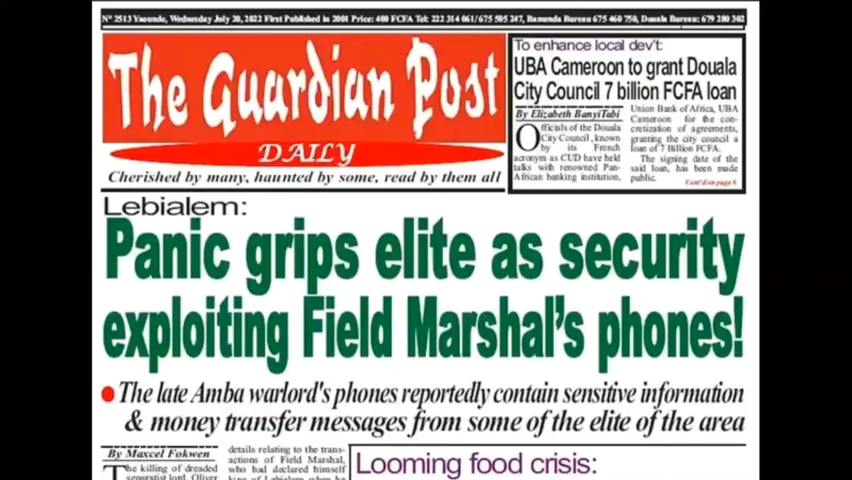 N° 2513 Yaounde, Wednesday July 20, 2022 First Published in 2001 Price: 400 FCFA Tel: 222 314 061/ 675 505 247, Bamenda Bureau 675 460 750, Douala Bureau: 679 280 302
The Guardian Post
DAILY
Cherished by many, haunted by some, read by them all
To enhance local dev't:
UBA Cameroon to grant Douala
City Council 7 billion FCFA loan
By Elizabeth BanyiTabi
Officials of the Douala
City Council, known
by its French
acronym as CUD have held
talks with renowned Pan-
African banking institution,
Union Bank of Africa, UBA
Cameroon for the con-
cretization of agreements,
granting the city council a
loan of 7 Billion FCFA.
The signing date of the
said loan, has been made
public.
Cont'd on page 6
Lebialem:
Panic grips elite as security
exploiting Field Marshal's phones!
The late Amba warlord's phones reportedly contain sensitive information
& money transfer messages from some of the elite of the area
By Maxcel Fokwen
The killing of dreaded
separatist lord, Oliver
details relating to the trans-
actions of Field Marshal,
who had declared himself
king of Lebialem when he
Looming food crisis: